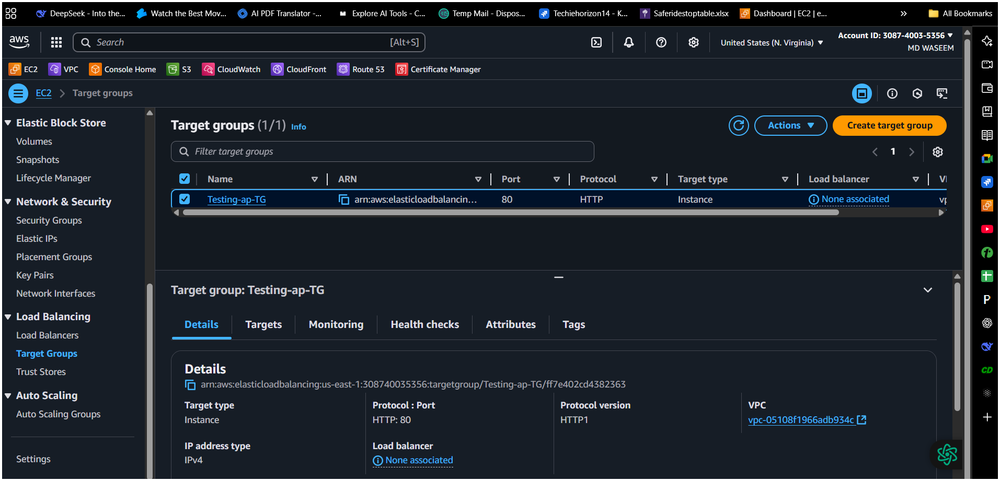 DeepSeek - Into the...
Watch the Best Mov...
AI PDF Translator -...
Explore AI Tools - C...
Temp Mail - Dispos...
Techiehorizon14 - K...
Saferidestoptable.xlsx
Dashboard | EC2 | e...
»
All Bookmarks
aws
Search
[Alt+S]
United States (N. Virginia)
Account ID: 3087-4003-5356
MD WASEEM
EC2
VPC
Console Home
S3
CloudWatch
CloudFront
Route 53
Certificate Manager
EC2
Target groups
Elastic Block Store
Volumes
Snapshots
Lifecycle Manager
Network & Security
Security Groups
Elastic IPs
Placement Groups
Key Pairs
Network Interfaces
Load Balancing
Load Balancers
Target Groups
Trust Stores
Auto Scaling
Auto Scaling Groups
Settings
Target groups (1/1) Info
Actions
Create target group
Filter target groups
1
Name
ARN
Port
Protocol
Target type
Load balancer
Testing-ap-TG
arn:aws:elasticloadbalancin...
80
HTTP
Instance
None associated
Target group: Testing-ap-TG
Details
Targets
Monitoring
Health checks
Attributes
Tags
Details
arn:aws:elasticloadbalancing:us-east-1:308740035356:targetgroup/Testing-ap-TG/ff7e402cd4382363
Target type
Instance
Protocol : Port
HTTP: 80
Protocol version
HTTP1
VPC
vpc-05108f1966adb934c
IP address type
IPv4
Load balancer
None associated
P
CD